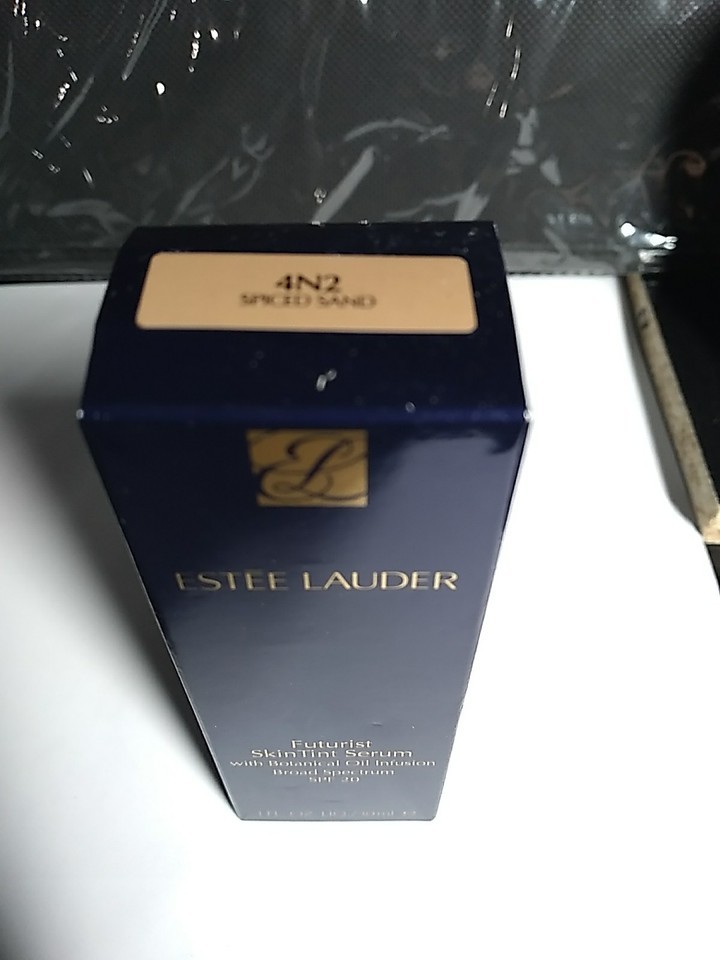 4N2
SPICED SAND
ESTĒE LAUDER
Futurist
SkinTint Serum
with Botanical Oil Infusion
Broad Spectrum
SPF 20